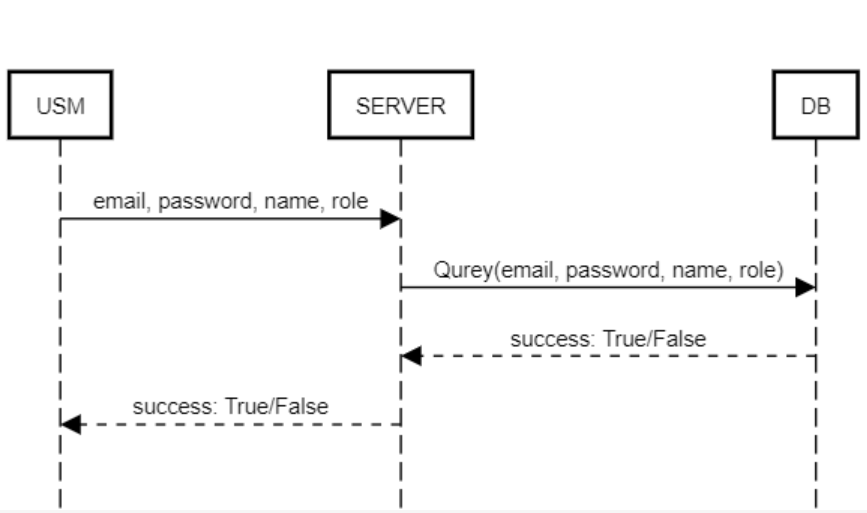 USM
SERVER
DB
email, password, name, role
Qurey(email, password, name, role)
success: True/False
success: True/False